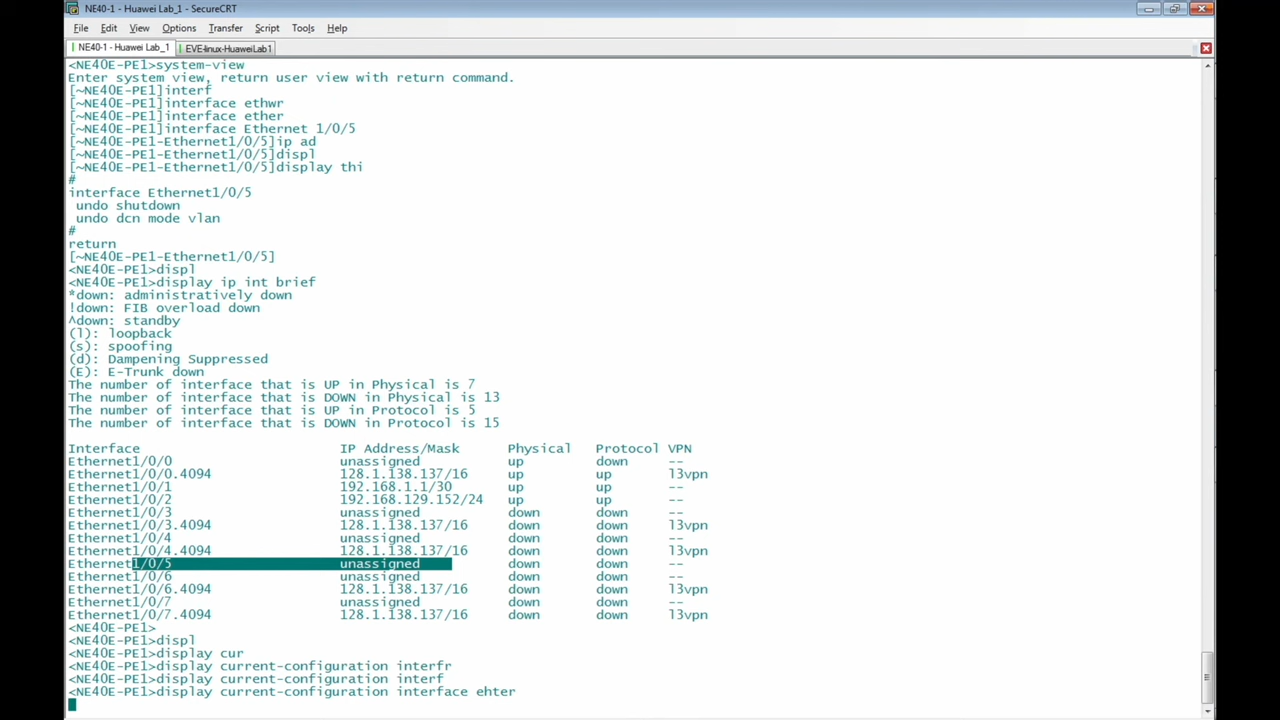 NE40-1 - Huawei Lab_1 - SecureCRT
File Edit View Options Transfer Script Tools Help
NE40-1 - Huawei Lab_1 EVE-linux-HuaweiLab1
<NE40E-PE1>system-view
Enter system view, return user view with return command.
[~NE40E-PE1]interf
[~NE40E-PE1]interface ethwr
[~NE40E-PE1]interface ether
[~NE40E-PE1]interface Ethernet 1/0/5
[~NE40E-PE1-Ethernet1/0/5]ip ad
[~NE40E-PE1-Ethernet1/0/5]displ
[~NE40E-PE1-Ethernet1/0/5]display thi
#
interface Ethernet1/0/5
undo shutdown
undo dcn mode vlan
#
return
[~NE40E-PE1-Ethernet1/0/5]
<NE40E-PE1>displ
<NE40E-PE1>display ip int brief
*down: administratively down
!down: FIB overload down
^down: standby
(l): loopback
(s): spoofing
(d): Dampening Suppressed
(E): E-Trunk down
The number of interface that is UP in Physical is 7
The number of interface that is DOWN in Physical is 13
The number of interface that is UP in Protocol is 5
The number of interface that is DOWN in Protocol is 15
Interface IP Address/Mask Physical Protocol VPN
Ethernet1/0/0 unassigned up down --
Ethernet1/0/0.4094 128.1.138.137/16 up up l3vpn
Ethernet1/0/1 192.168.1.1/30 up up --
Ethernet1/0/2 192.168.129.152/24 up up --
Ethernet1/0/3 unassigned down down --
Ethernet1/0/3.4094 128.1.138.137/16 down down l3vpn
Ethernet1/0/4 unassigned down down --
Ethernet1/0/4.4094 128.1.138.137/16 down down l3vpn
Ethernet1/0/5 unassigned down down --
Ethernet1/0/6 unassigned down down --
Ethernet1/0/6.4094 128.1.138.137/16 down down l3vpn
Ethernet1/0/7 unassigned down down --
Ethernet1/0/7.4094 128.1.138.137/16 down down l3vpn
<NE40E-PE1>
<NE40E-PE1>displ
<NE40E-PE1>display cur
<NE40E-PE1>display current-configuration interfr
<NE40E-PE1>display current-configuration interf
<NE40E-PE1>display current-configuration interface ehter